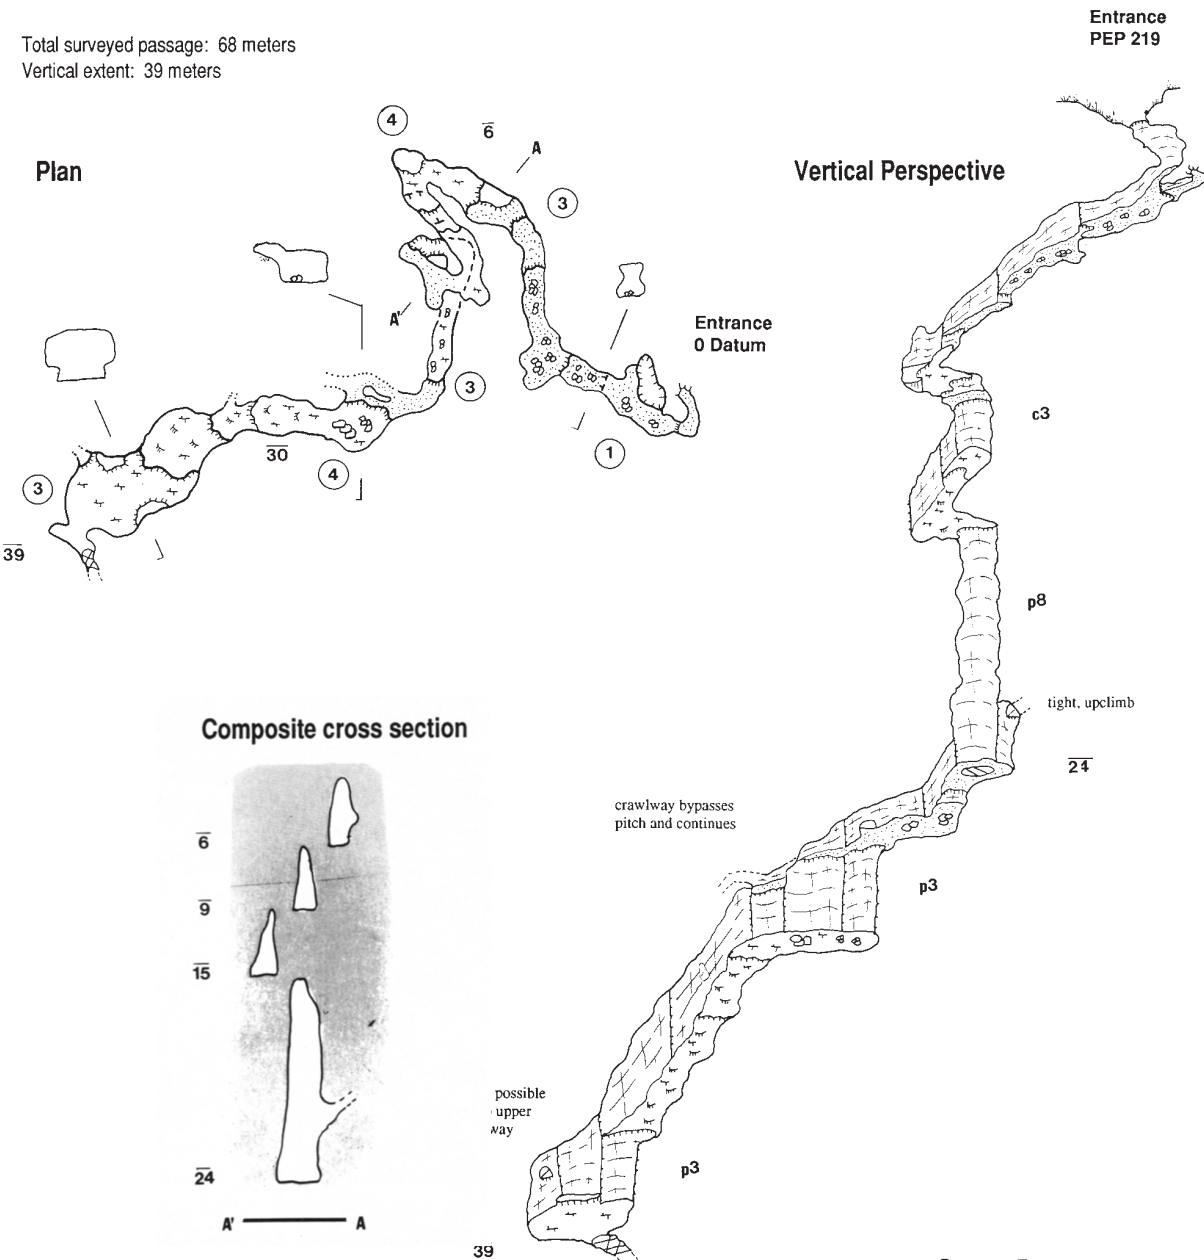 Entrance
PEP 219
Total surveyed passage: 68 meters
Vertical extent: 39 meters
Plan
Vertical Perspective
4
6
A
3
A'
Entrance
0 Datum
3
1
30
4
3
39
c3
p8
tight, upclimb
24
crawlway bypasses
pitch and continues
p3
Composite cross section
6
9
15
24
A'
A
possible
upper
way
p3
39